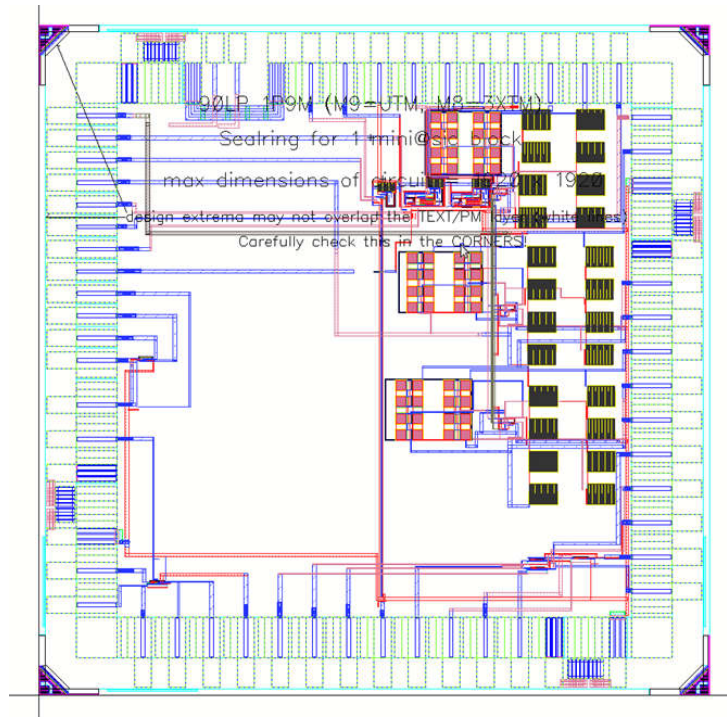 90LP 1P9M (M9=UTM, M8=3XTM)
Sealring for 1 mini@sic block
max dimensions of circuit= 1920 x 1920
design extrema may not overlap the TEXT/PM layer (white lines)
Carefully check this in the CORNERS!